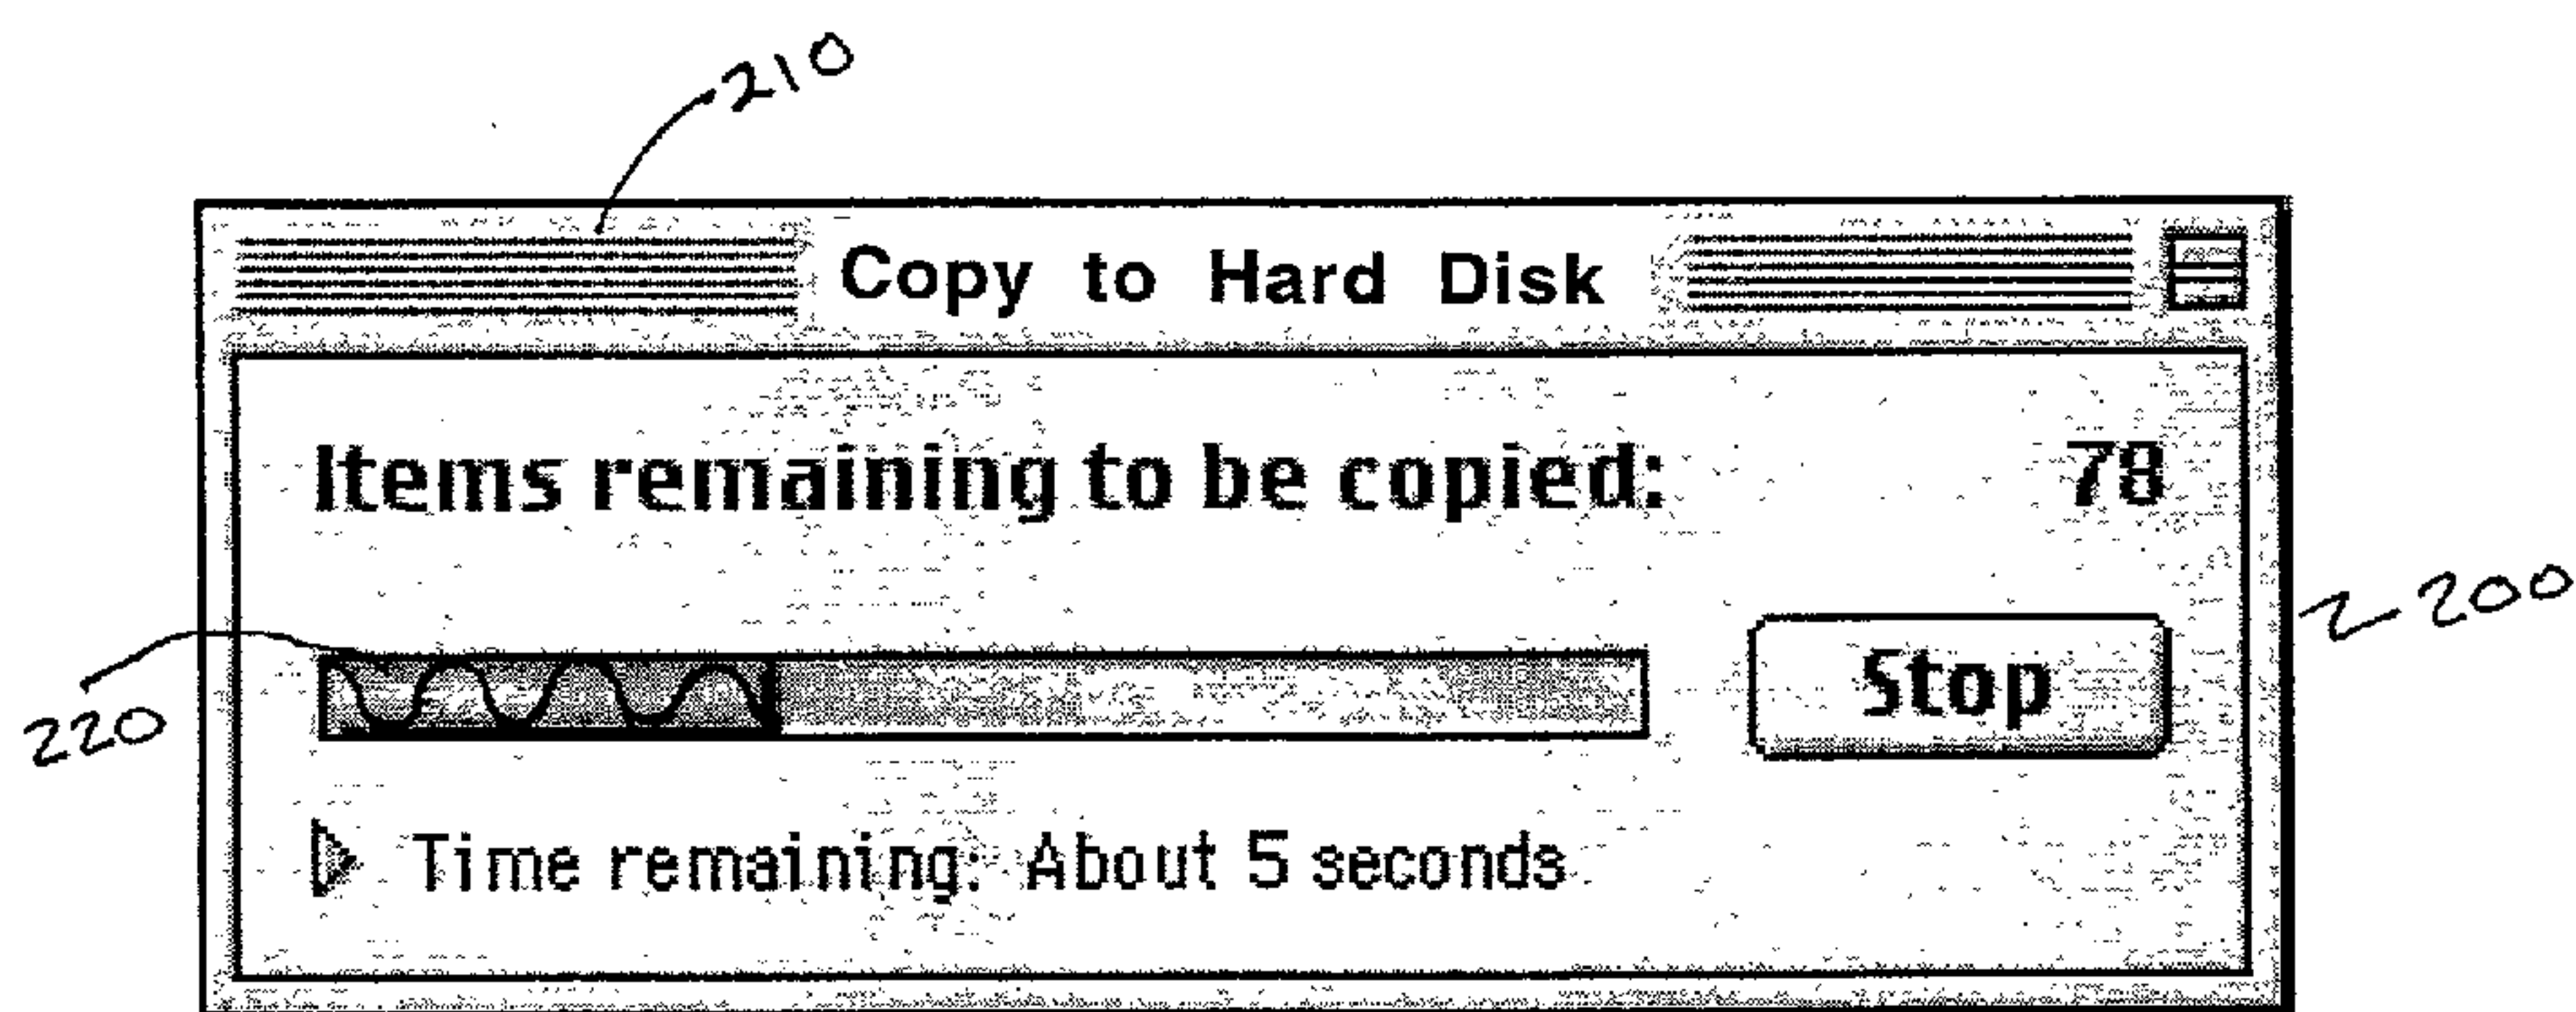 210
Copy to Hard Disk
Items remaining to be copied: 78
200
Stop
220
Time remaining: About 5 seconds